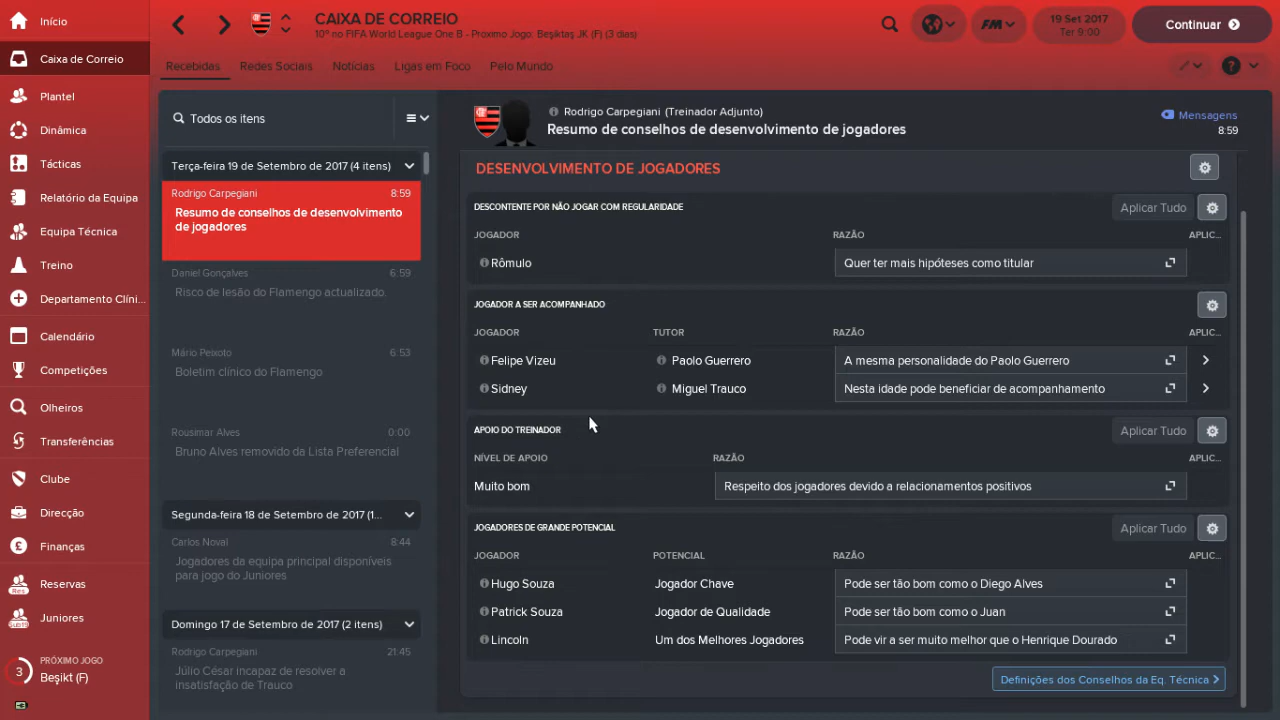 Início
Caixa de Correio
Plantel
Dinâmica
Tácticas
Relatório da Equipa
Equipa Técnica
Treino
Departamento Clíni...
Calendário
Competições
Olheiros
Transferências
Clube
Direcção
Finanças
Reservas
Juniores
3
PRÓXIMO JOGO
Beşikt (F)
CAIXA DE CORREIO
10º no FIFA World League One B - Próximo Jogo: Beşiktaş JK (F) (3 dias)
FM
19 Set 2017
Ter 9:00
Continuar
Recebidas
Redes Sociais
Notícias
Ligas em Foco
Pelo Mundo
?
Todos os itens
Terça-feira 19 de Setembro de 2017 (4 itens)
Rodrigo Carpegiani 8:59
Resumo de conselhos de desenvolvimento
de jogadores
Daniel Gonçalves 6:59
Risco de lesão do Flamengo actualizado.
Mário Peixoto 6:53
Boletim clínico do Flamengo
Rousimar Alves 0:00
Bruno Alves removido da Lista Preferencial
Segunda-feira 18 de Setembro de 2017 (1...
Carlos Noval 8:44
Jogadores da equipa principal disponíveis
para jogo do Juniores
Domingo 17 de Setembro de 2017 (2 itens)
Rodrigo Carpegiani 21:45
Júlio César incapaz de resolver a
insatisfação de Trauco
Rodrigo Carpegiani (Treinador Adjunto)
Resumo de conselhos de desenvolvimento de jogadores
Mensagens
8:59
DESENVOLVIMENTO DE JOGADORES
DESCONTENTE POR NÃO JOGAR COM REGULARIDADE Aplicar Tudo
JOGADOR RAZÃO APLIC...
Rômulo Quer ter mais hipóteses como titular
JOGADOR A SER ACOMPANHADO
JOGADOR TUTOR RAZÃO APLIC...
Felipe Vizeu Paolo Guerrero A mesma personalidade do Paolo Guerrero
Sidney Miguel Trauco Nesta idade pode beneficiar de acompanhamento
APOIO DO TREINADOR Aplicar Tudo
NÍVEL DE APOIO RAZÃO APLIC...
Muito bom Respeito dos jogadores devido a relacionamentos positivos
JOGADORES DE GRANDE POTENCIAL Aplicar Tudo
JOGADOR POTENCIAL RAZÃO APLIC...
Hugo Souza Jogador Chave Pode ser tão bom como o Diego Alves
Patrick Souza Jogador de Qualidade Pode ser tão bom como o Juan
Lincoln Um dos Melhores Jogadores Pode vir a ser muito melhor que o Henrique Dourado
Definições dos Conselhos da Eq. Técnica